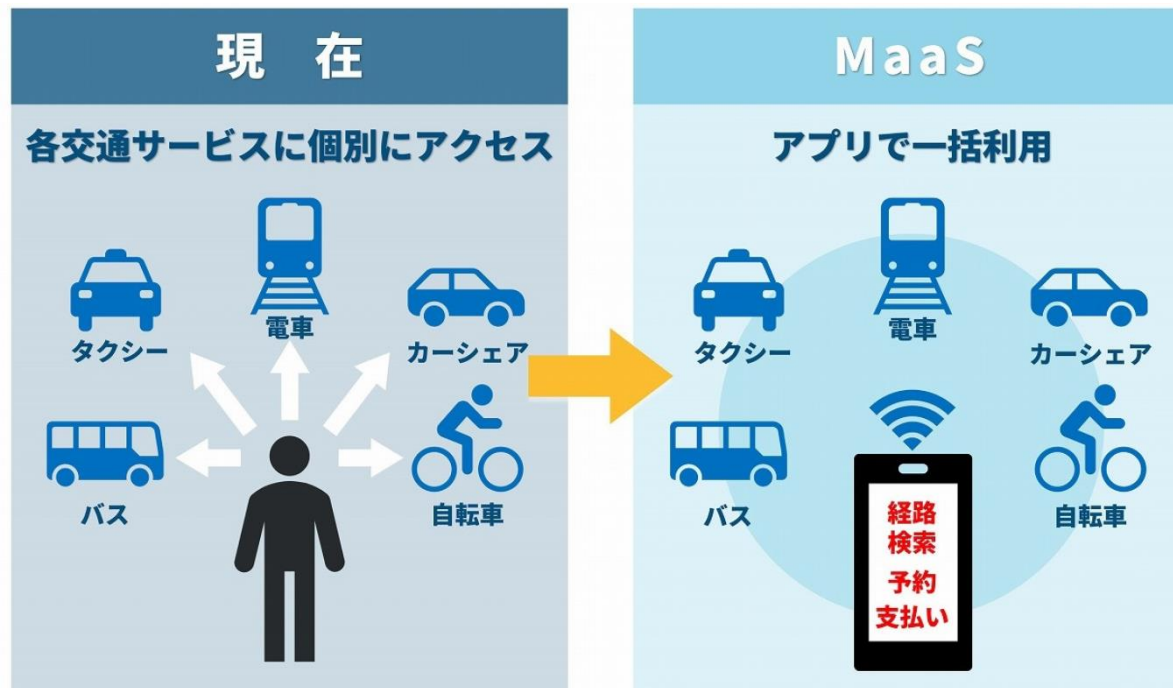 現 在
各交通サービスに個別にアクセス
電車
タクシー
カーシェア
バス
自転車
MaaS
アプリで一括利用
電車
タクシー
カーシェア
バス
自転車
経路
検索
予約
支払い